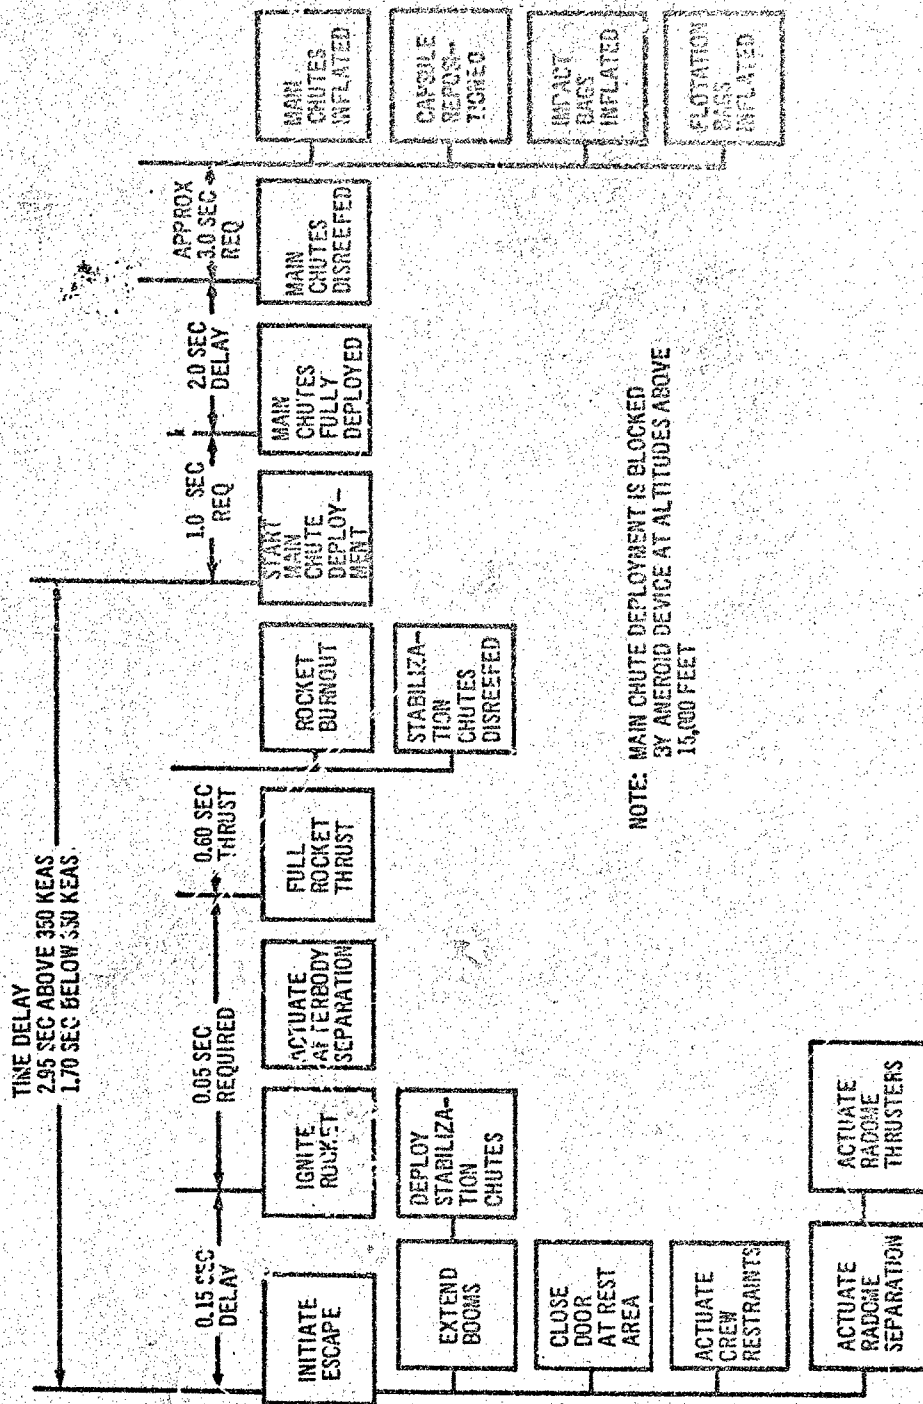 TIME DELAY
2.95 SEC ABOVE 350 KEAS
1.70 SEC BELOW 350 KEAS
0.15 SEC
DELAY
0.05 SEC
REQUIRED
0.60 SEC
THRUST
1.0 SEC
REQ
2.0 SEC
DELAY
APPROX
3.0 SEC
REQ
INITIATE
ESCAPE
IGNITE
ROCKET
ACTUATE
AFTERBODY
SEPARATION
FULL
ROCKET
THRUST
ROCKET
BURNOUT
START
MAIN
CHUTE
DEPLOY-
MENT
MAIN
CHUTES
FULLY
DEPLOYED
MAIN
CHUTES
DISREEFED
MAIN
CHUTES
INFLATED
EXTEND
BOOMS
DEPLOY
STABILIZA-
TION
CHUTES
STABILIZA-
TION
CHUTES
DISREEFED
CAPSULE
REPOSI-
TIONED
CLOSE
DOOR
AT REST
AREA
IMPACT
BAGS
INFLATED
ACTUATE
CREW
RESTRAINTS
FLOTATION
BAGS
INFLATED
ACTUATE
RADOME
SEPARATION
ACTUATE
RADOME
THRUSTERS
NOTE: MAIN CHUTE DEPLOYMENT IS BLOCKED
BY ANEROID DEVICE AT ALTITUDES ABOVE
15,000 FEET